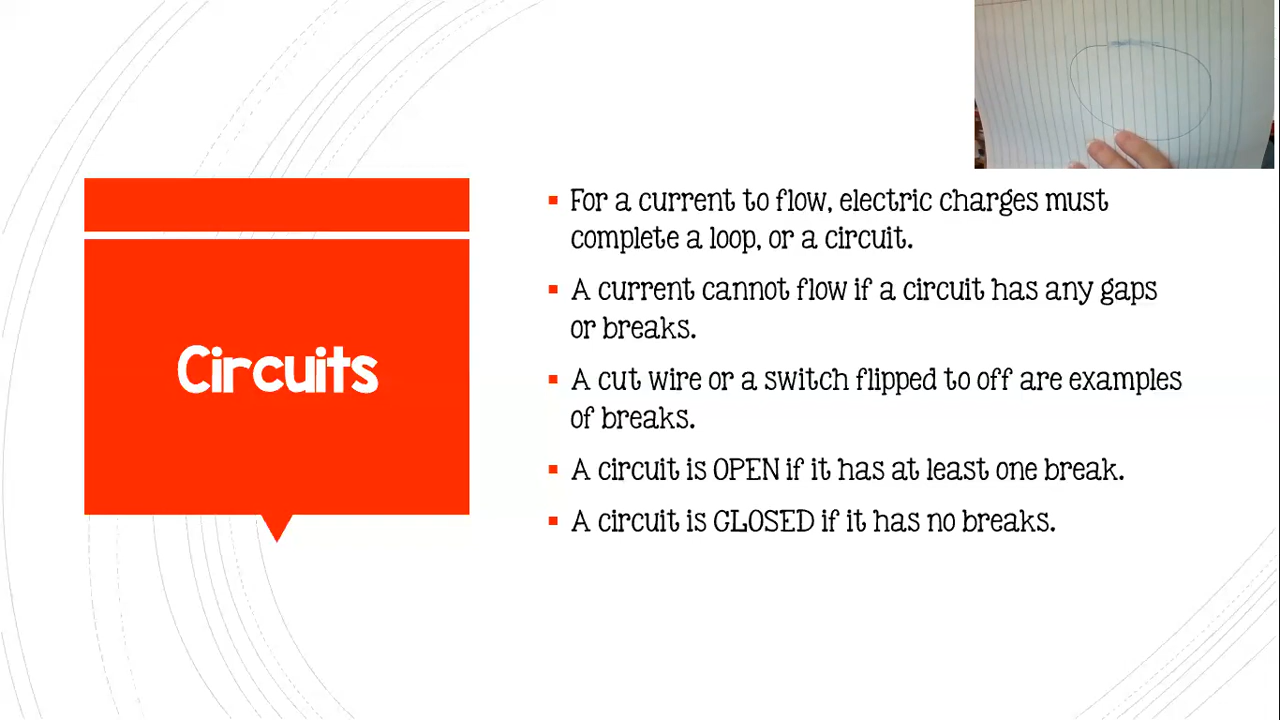 Circuits
For a current to flow, electric charges must
complete a loop, or a circuit.
A current cannot flow if a circuit has any gaps
or breaks.
A cut wire or a switch flipped to off are examples
of breaks.
A circuit is OPEN if it has at least one break.
A circuit is CLOSED if it has no breaks.